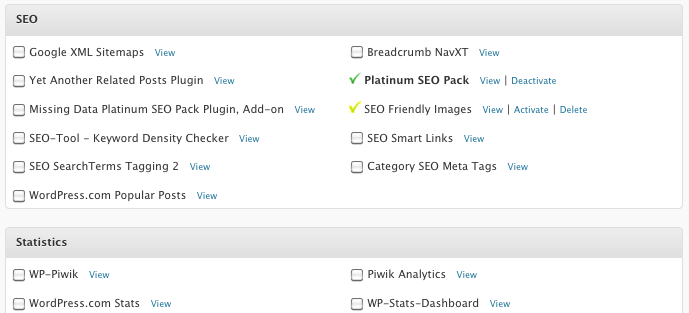 SEO
Google XML Sitemaps View Breadcrumb NavXT View
Yet Another Related Posts Plugin View Platinum SEO Pack View | Deactivate
Missing Data Platinum SEO Pack Plugin, Add-on View SEO Friendly Images View | Activate | Delete
SEO-Tool - Keyword Density Checker View SEO Smart Links View
SEO SearchTerms Tagging 2 View Category SEO Meta Tags View
WordPress.com Popular Posts View
Statistics
WP-Piwik View Piwik Analytics View
WordPress.com Stats View WP-Stats-Dashboard View